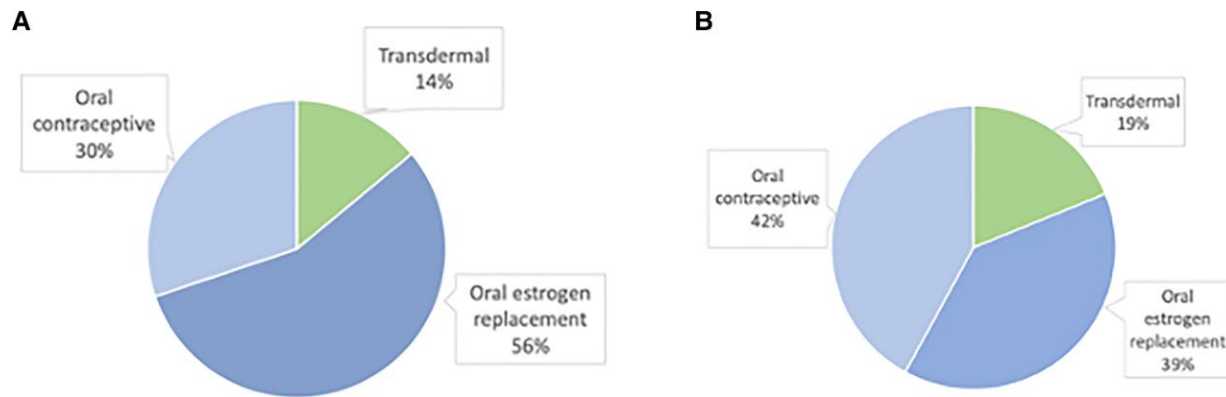 A
Transdermal
14%
Oral
contraceptive
30%
Oral estrogen
replacement
56%
B
Transdermal
19%
Oral
contraceptive
42%
Oral
estrogen
replacement
39%